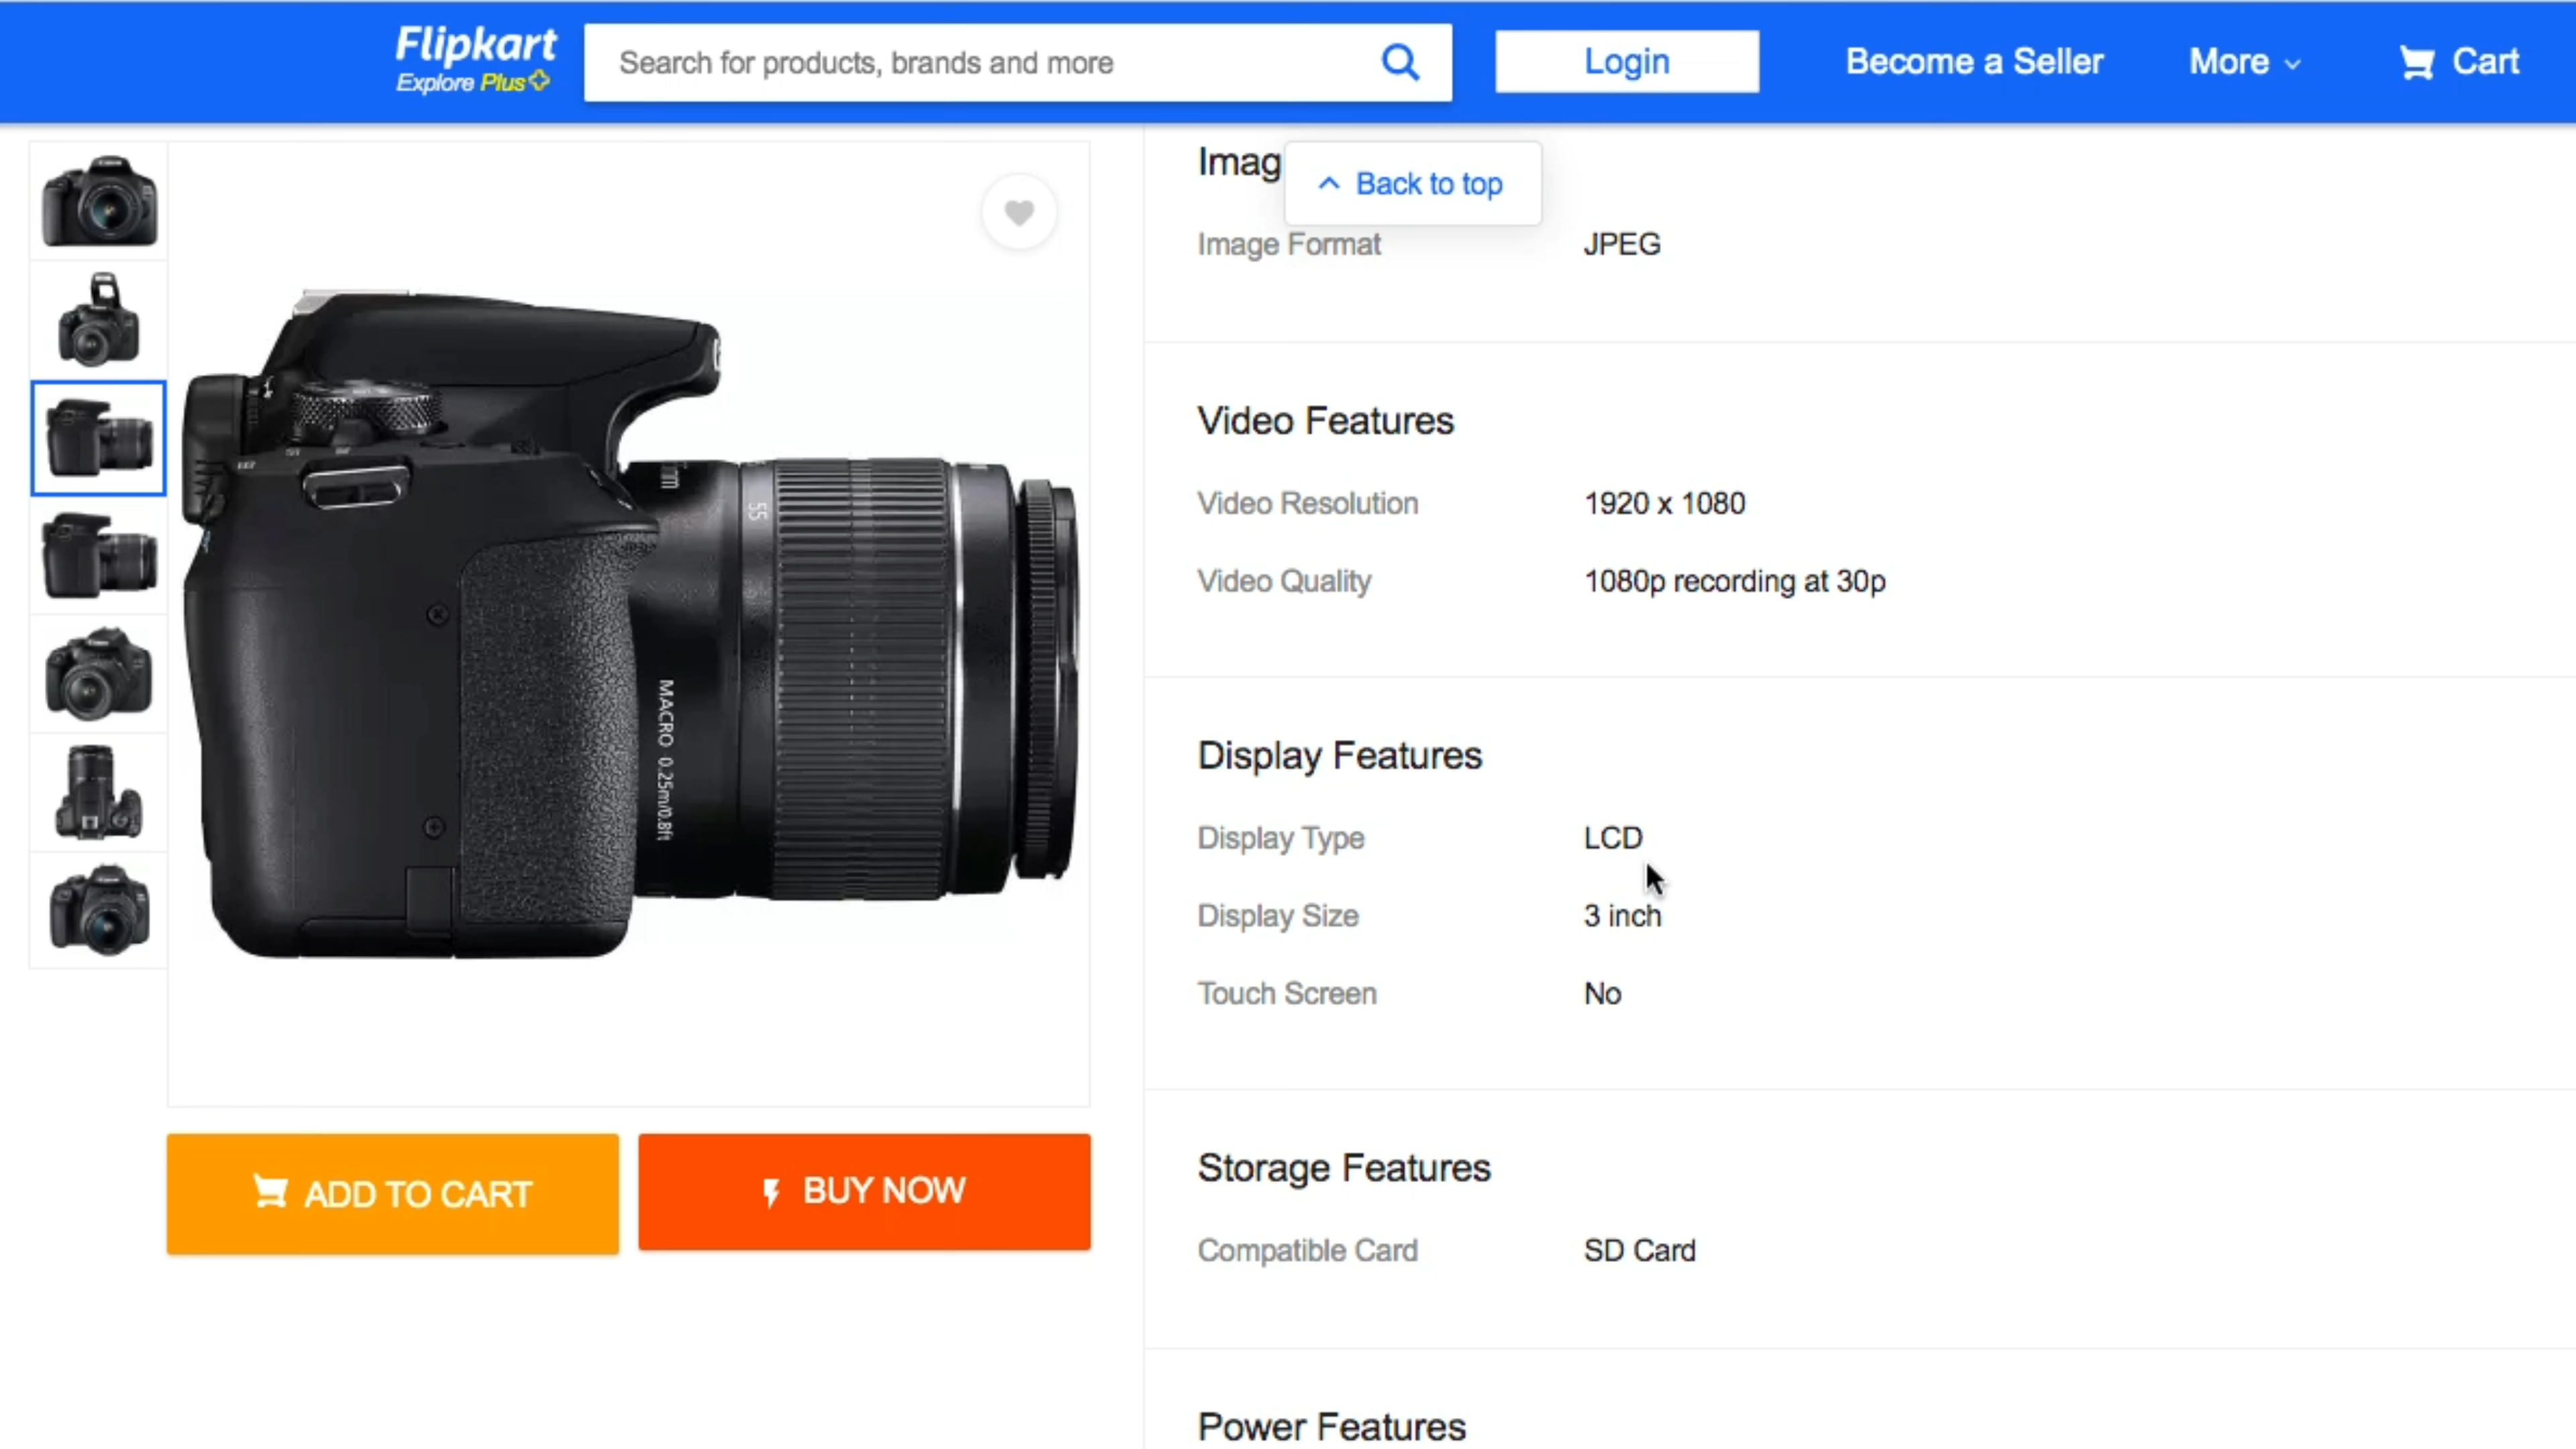 Flipkart
Explore Plus
Search for products, brands and more
Login
Become a Seller
More
Cart
Imag
Back to top
Image Format JPEG
Video Features
Video Resolution 1920 x 1080
Video Quality 1080p recording at 30p
Display Features
Display Type LCD
Display Size 3 inch
Touch Screen No
Storage Features
Compatible Card SD Card
Power Features
55
MACRO 0.25m/0.8ft
ADD TO CART
BUY NOW